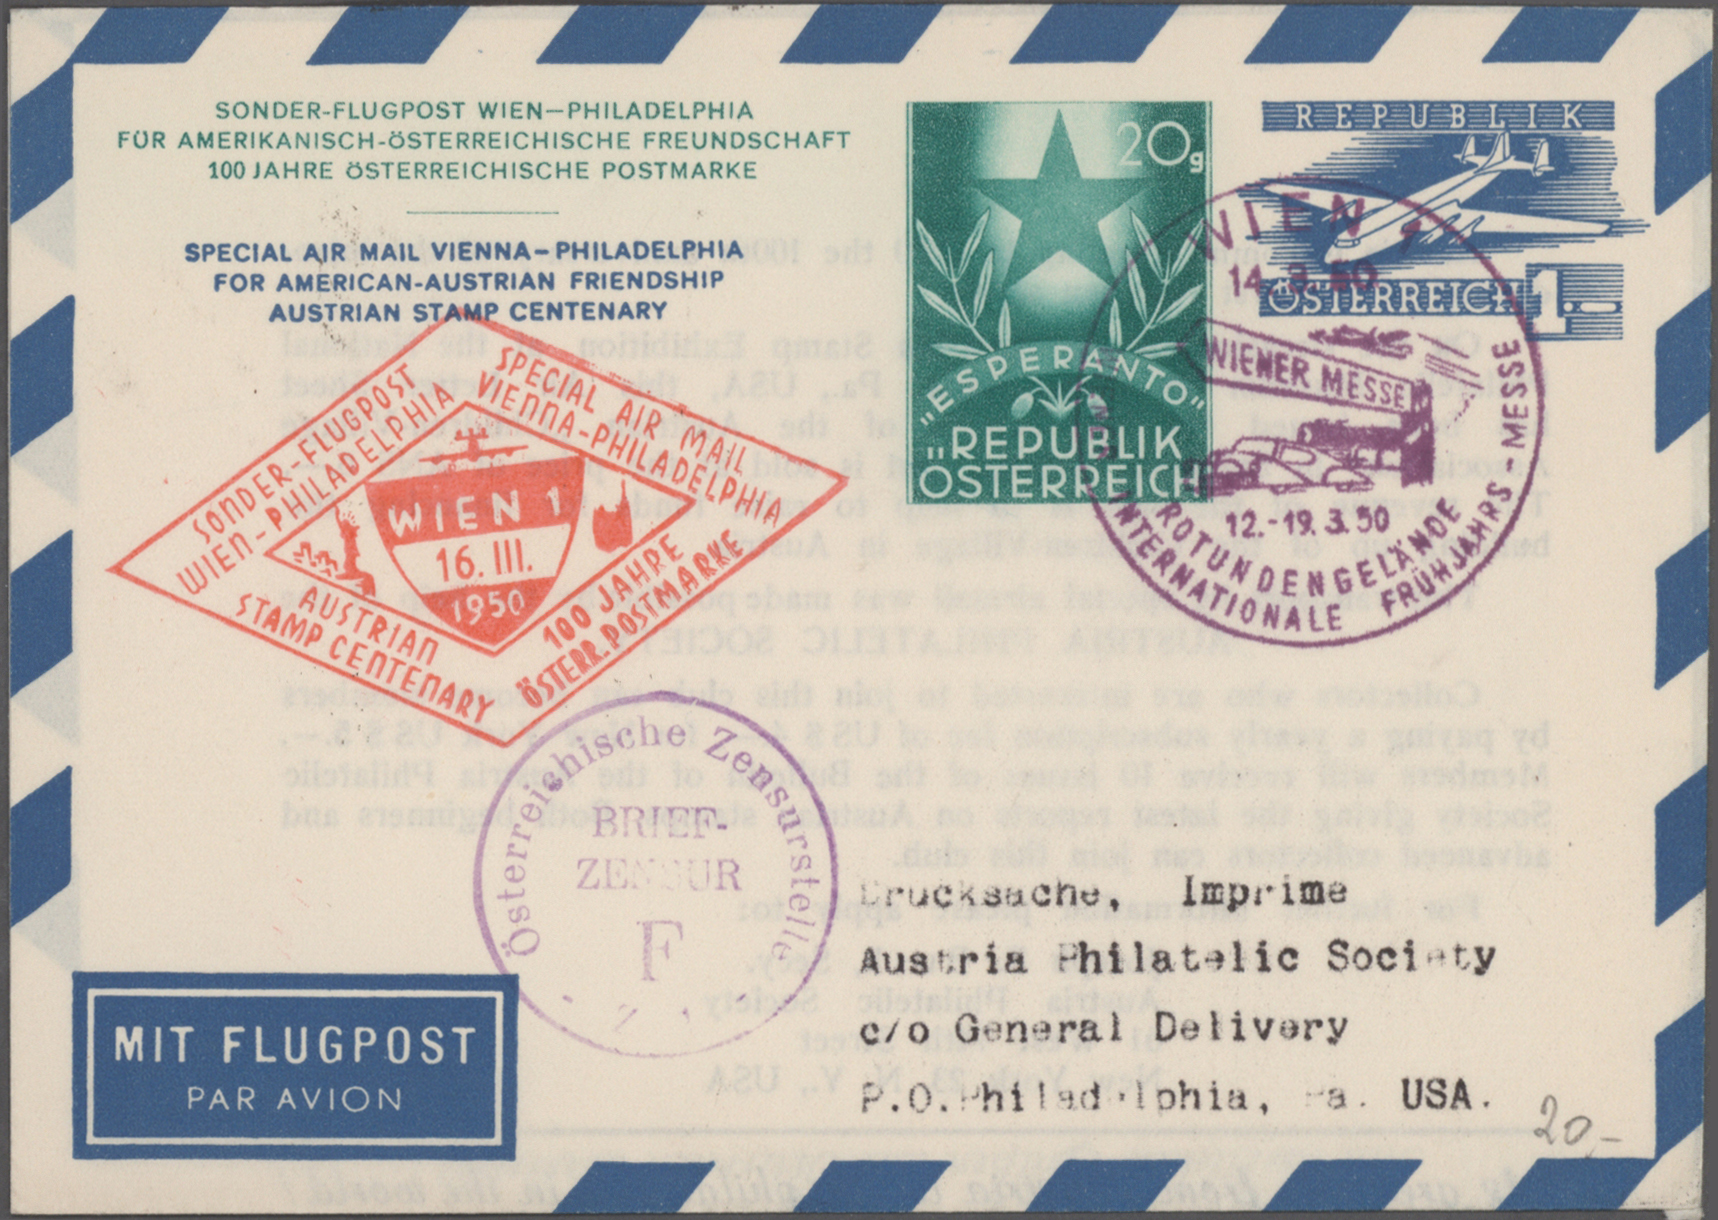 SONDER-FLUGPOST WIEN–PHILADELPHIA
FÜR AMERIKANISCH-ÖSTERREICHISCHE FREUNDSCHAFT
100 JAHRE ÖSTERREICHISCHE POSTMARKE
SPECIAL AIR MAIL VIENNA-PHILADELPHIA
FOR AMERICAN-AUSTRIAN FRIENDSHIP
AUSTRIAN STAMP CENTENARY
20g
"ESPERANTO"
"REPUBLIK
ÖSTERREICH
REPUBLIK
ÖSTERREICH 1.-
WIEN 1
14.3.50
WIENER MESSE
12.-19.3.50
ROTUNDENGELÄNDE
INTERNATIONALE FRÜHJAHRS-MESSE
SONDER-FLUGPOST
WIEN-PHILADELPHIA
SPECIAL AIR MAIL
VIENNA-PHILADELPHIA
WIEN 1
16. III.
1950
AUSTRIAN
STAMP CENTENARY
100 JAHRE
ÖSTERR. POSTMARKE
Österreichische Zensurstelle
BRIEF-
ZENSUR
F
Drucksache, Imprime
Austria Philatelic Society
c/o General Delivery
P.O.Philadelphia, Pa. USA.
MIT FLUGPOST
PAR AVION
20,-